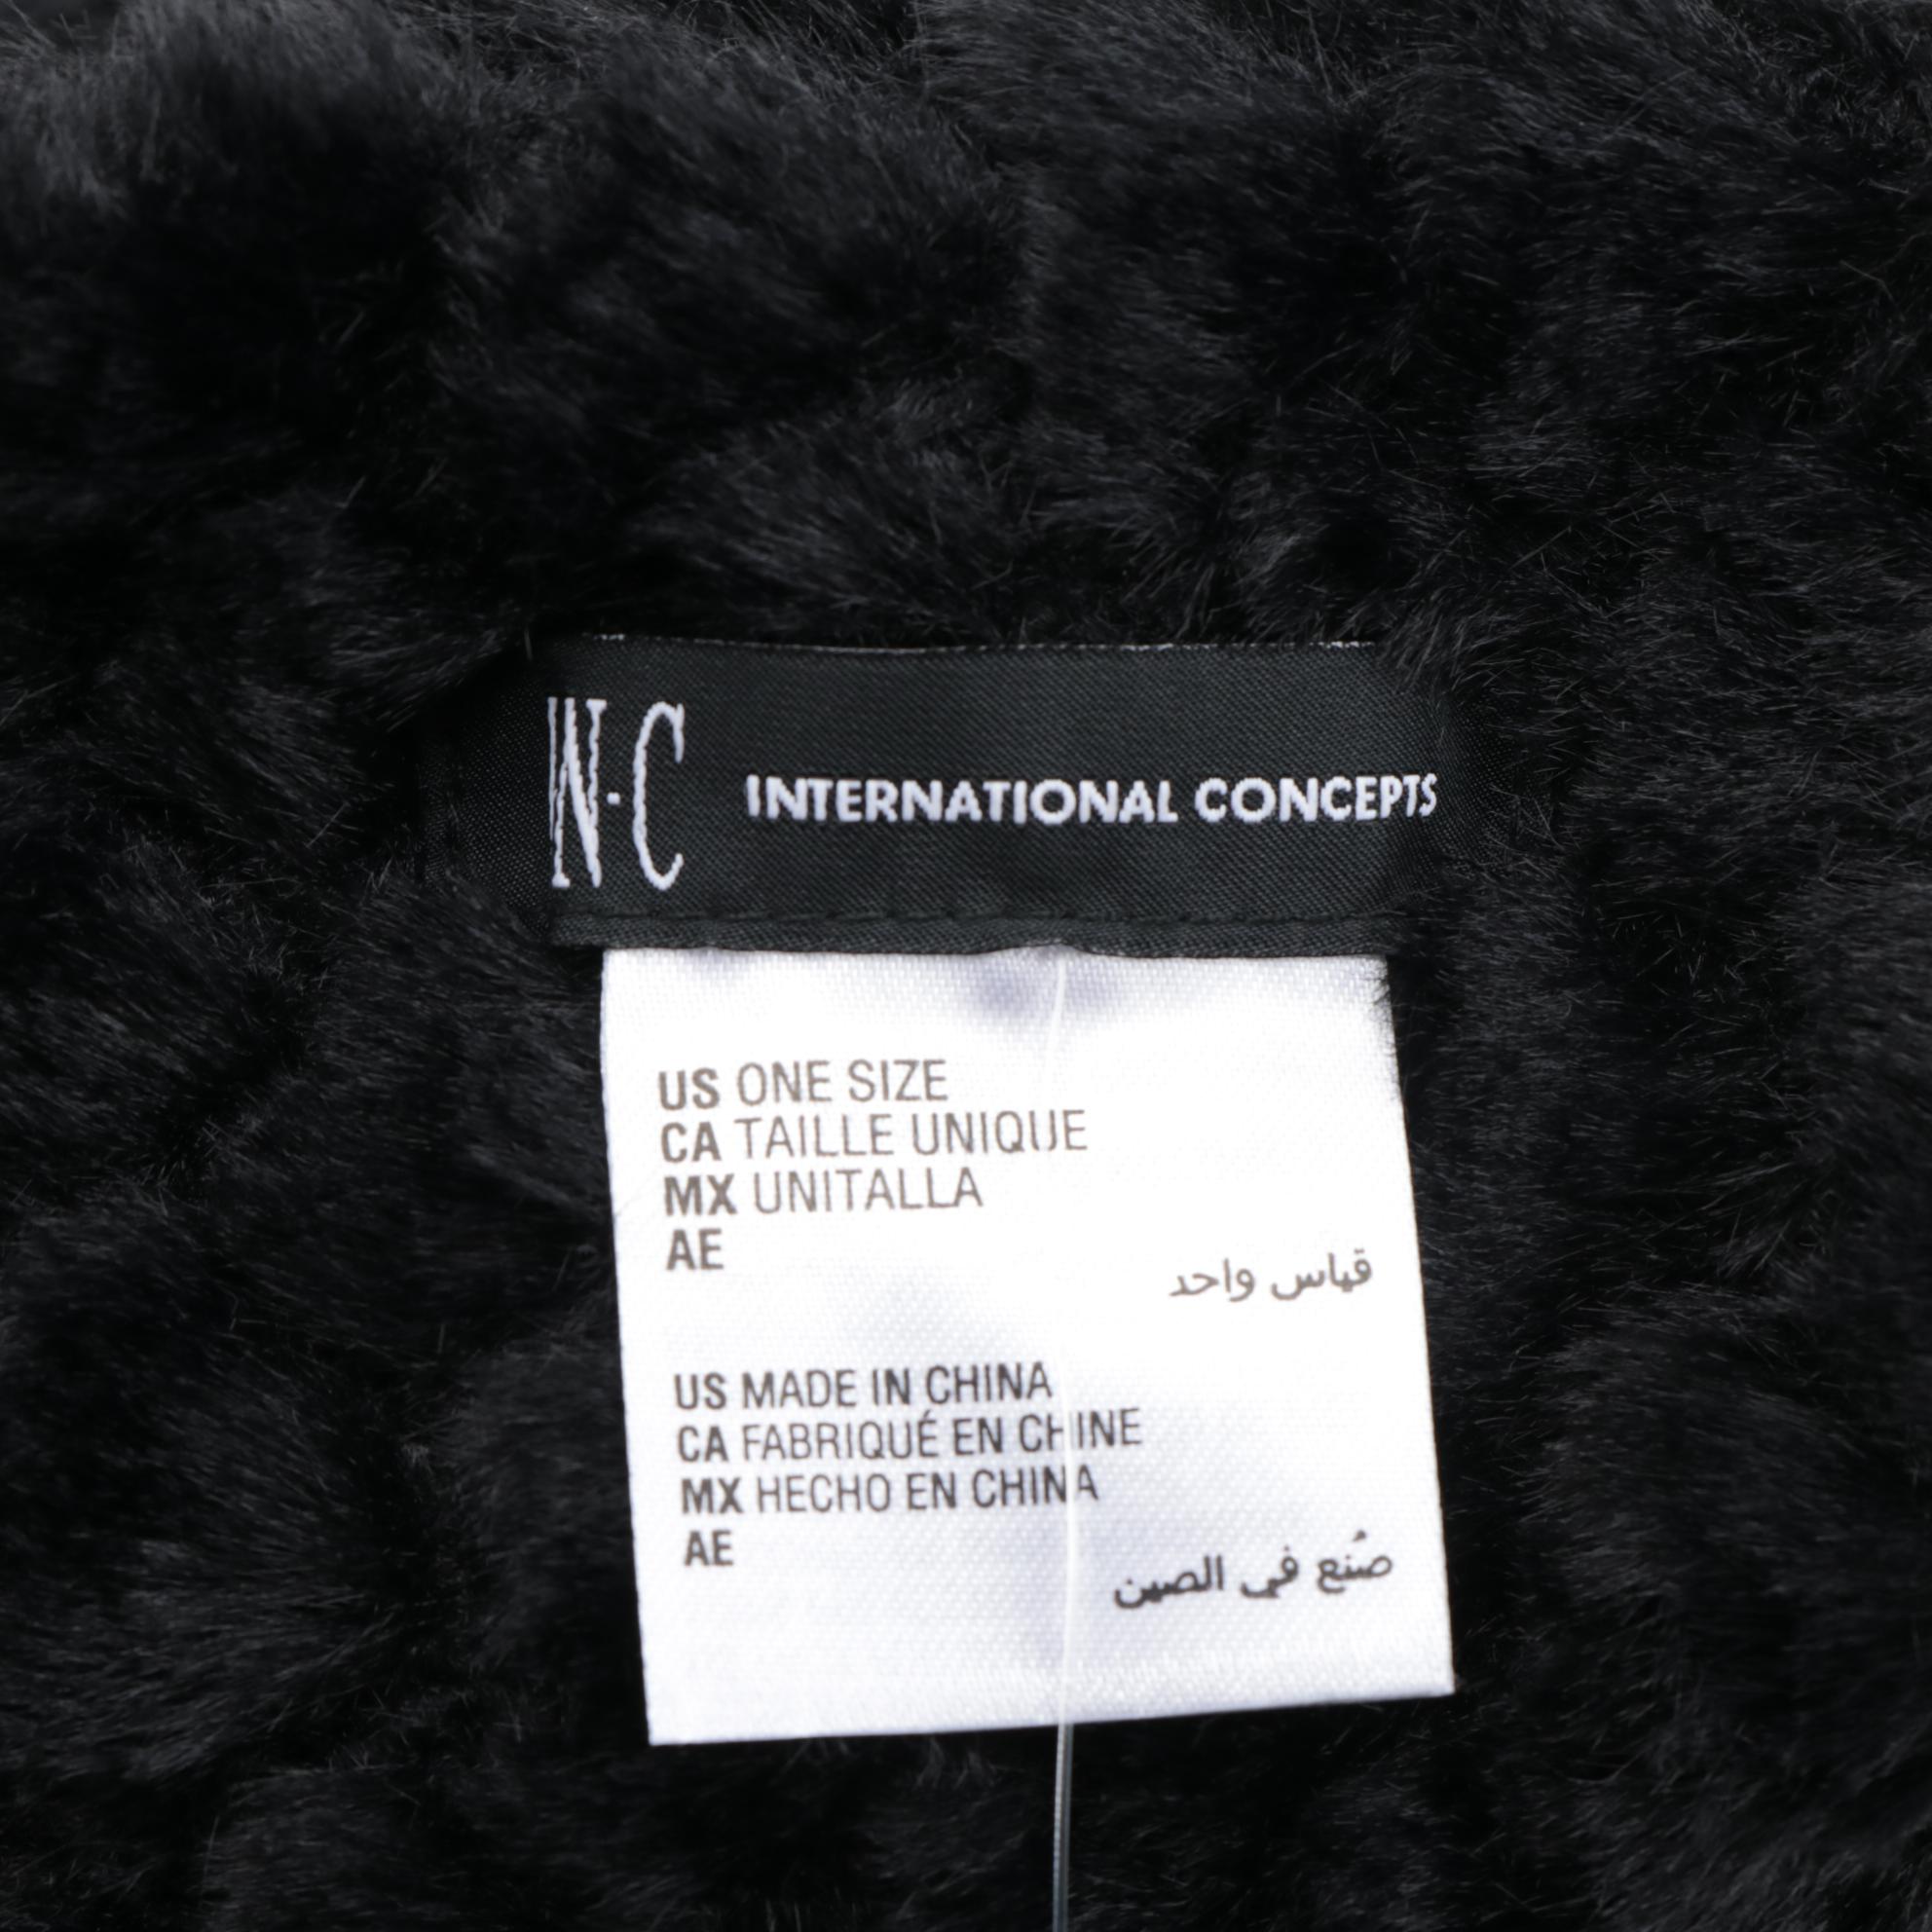 IN·C INTERNATIONAL CONCEPTS
US ONE SIZE
CA TAILLE UNIQUE
MX UNITALLA
AE
قياس واحد
US MADE IN CHINA
CA FABRIQUÉ EN CHINE
MX HECHO EN CHINA
AE
صُنع في الصين